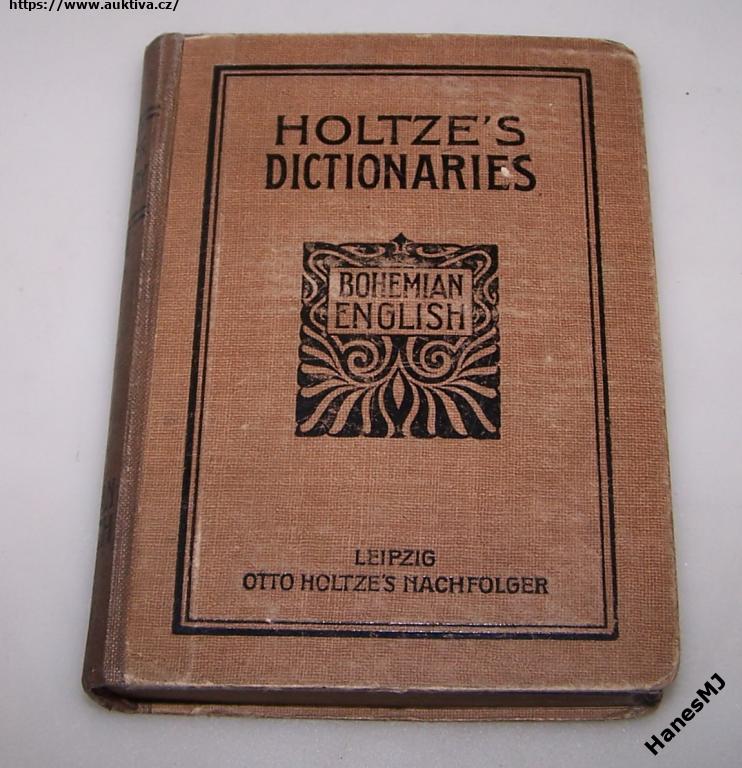 https://www.auktiva.cz/
HOLTZE'S
DICTIONARIES
BOHEMIAN
ENGLISH
LEIPZIG
OTTO HOLTZE'S NACHFOLGER
HanesMJ